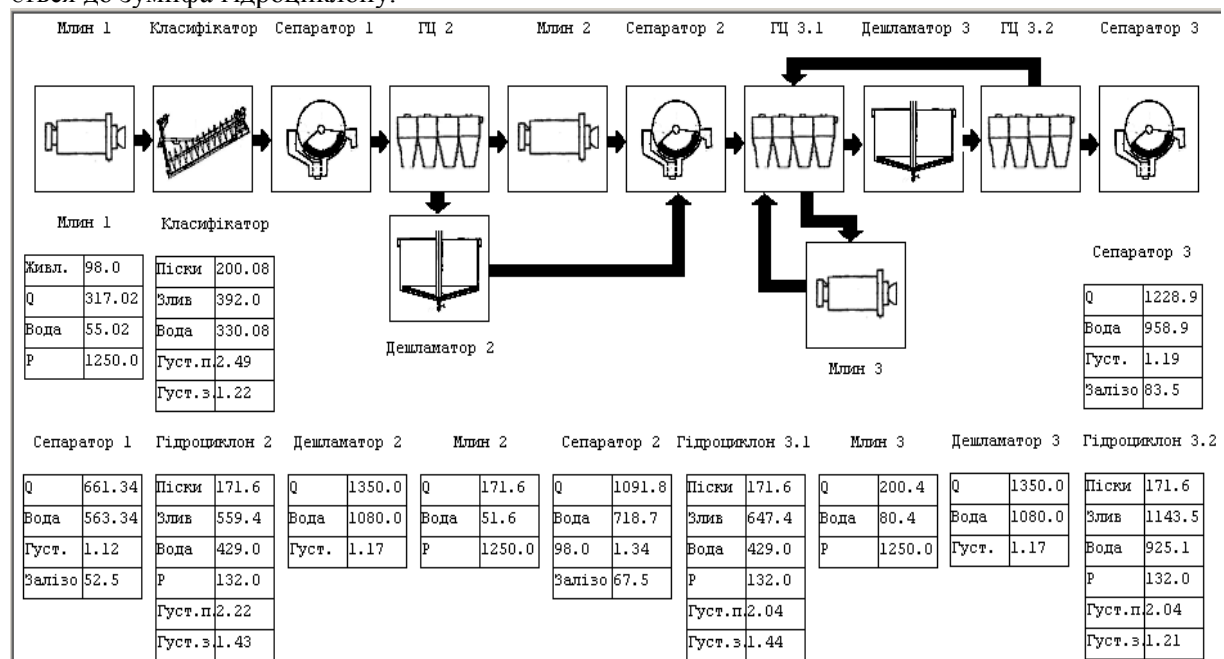 ється до зумпфа гідроциклону.
Млин 1 Класифікатор Сепаратор 1 ГЦ 2 Млин 2 Сепаратор 2 ГЦ 3.1 Дешламатор 3 ГЦ 3.2 Сепаратор 3
Млин 1 Класифікатор
Живл. 98.0 Піски 200.08
Q 317.02 Злив 392.0
Вода 55.02 Вода 330.08
P 1250.0 Густ.п. 2.49
Густ.з. 1.22
Дешламатор 2
Млин 3
Сепаратор 3
Q 1228.9
Вода 958.9
Густ. 1.19
Залізо 83.5
Сепаратор 1 Гідроциклон 2 Дешламатор 2 Млин 2 Сепаратор 2 Гідроциклон 3.1 Млин 3 Дешламатор 3 Гідроциклон 3.2
Q 661.34 Піски 171.6 Q 1350.0 Q 171.6 Q 1091.8 Піски 171.6 Q 200.4 Q 1350.0 Піски 171.6
Вода 563.34 Злив 559.4 Вода 1080.0 Вода 51.6 Вода 718.7 Злив 647.4 Вода 80.4 Вода 1080.0 Злив 1143.5
Густ. 1.12 Вода 429.0 Густ. 1.17 P 1250.0 98.0 1.34 Вода 429.0 P 1250.0 Густ. 1.17 Вода 925.1
Залізо 52.5 P 132.0 Залізо 67.5 P 132.0 P 132.0
Густ.п. 2.22 Густ.п. 2.04 Густ.п. 2.04
Густ.з. 1.43 Густ.з. 1.44 Густ.з. 1.21